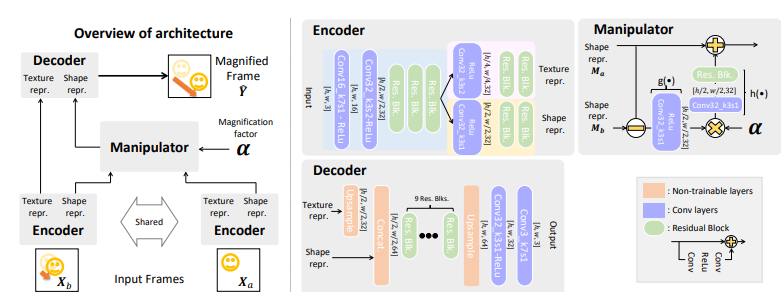 Overview of architecture
Decoder
Texture
repr.
Shape
repr.
Magnified
Frame
Ŷ
Magnification
factor
α
Manipulator
Texture
repr.
Shape
repr.
Shared
Texture
repr.
Shape
repr.
Encoder
Encoder
X_b
Input Frames
X_a
Encoder
Input
[h, w, 3]
Conv16_k7s1 - ReLu
[h, w, 16]
Conv32_k3s2-ReLu
[h/2, w/2,32]
Res. Blk.
Res. Blk.
Res. Blk.
Conv32_k3s2
ReLu
[h/4, w/4,32]
Res. Blk.
Res. Blk.
Texture
repr.
Conv32_k3s1
ReLu
[h/2, w/2,32]
Res. Blk.
Res. Blk.
Shape
repr.
Decoder
Texture
repr.
Upsample
[h/2, w/2,32]
Shape
repr.
Concat.
[h/2, w/2,64]
9 Res. Blks.
Res. Blk.
Res. Blk.
Upsample
[h, w, 64]
Conv32_k3s1-ReLu
[h, w, 32]
Conv3_k7s1
[h, w, 3]
Output
Manipulator
Shape
repr.
M_a
Shape
repr.
M_b
g(•)
Conv32_k3s1
ReLu
[h/2, w/2,32]
Res. Blk.
[h/2, w/2,32]
Conv32_k3s1
h(•)
α
: Non-trainable layers
: Conv layers
: Residual Block
Conv
ReLu
Conv